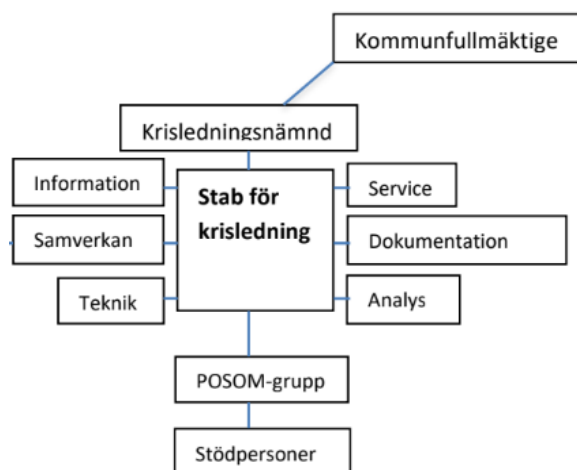 Kommunfullmäktige
Krisledningsnämnd
Information
Stab för
krisledning
Service
Samverkan
Dokumentation
Teknik
Analys
POSOM-grupp
Stödpersoner